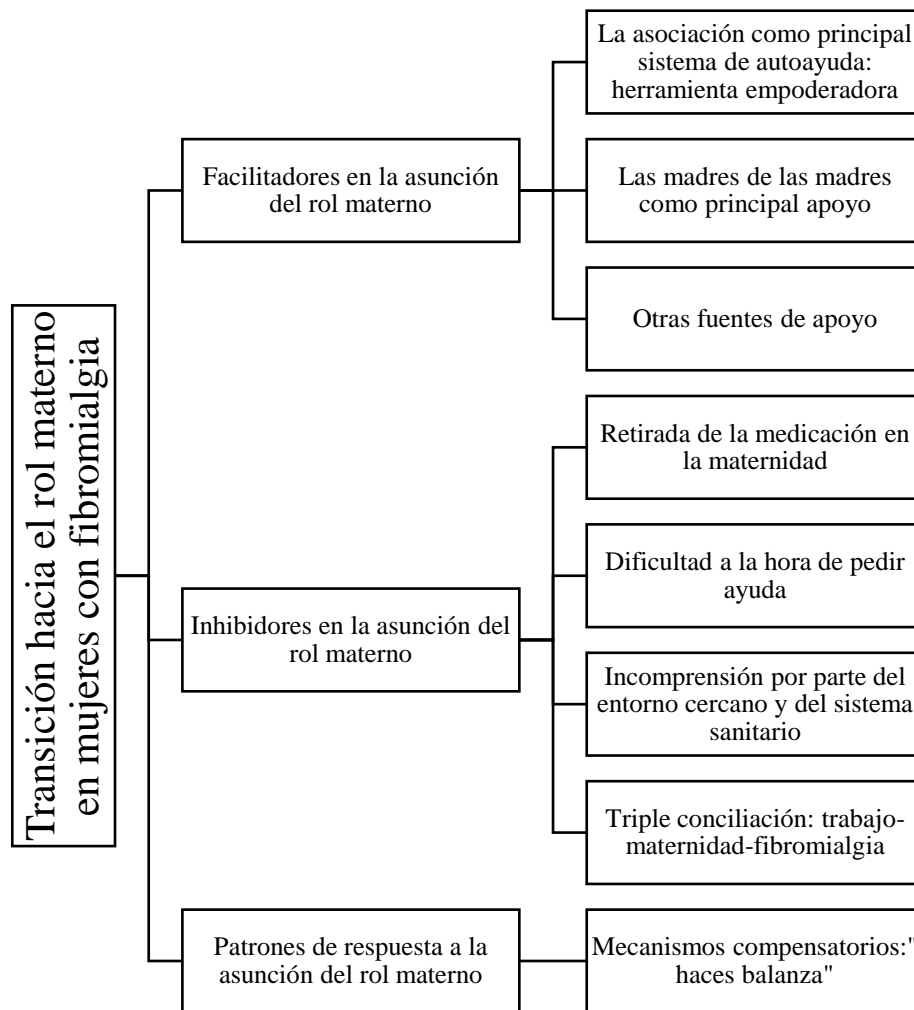 Transición hacia el rol materno
en mujeres con fibromialgia
Facilitadores en la asunción
del rol materno
La asociación como principal
sistema de autoayuda:
herramienta empoderadora
Las madres de las madres
como principal apoyo
Otras fuentes de apoyo
Inhibidores en la asunción del
rol materno
Retirada de la medicación en
la maternidad
Dificultad a la hora de pedir
ayuda
Incomprensión por parte del
entorno cercano y del sistema
sanitario
Triple conciliación: trabajo-
maternidad-fibromialgia
Patrones de respuesta a la
asunción del rol materno
Mecanismos compensatorios:"
haces balanza"